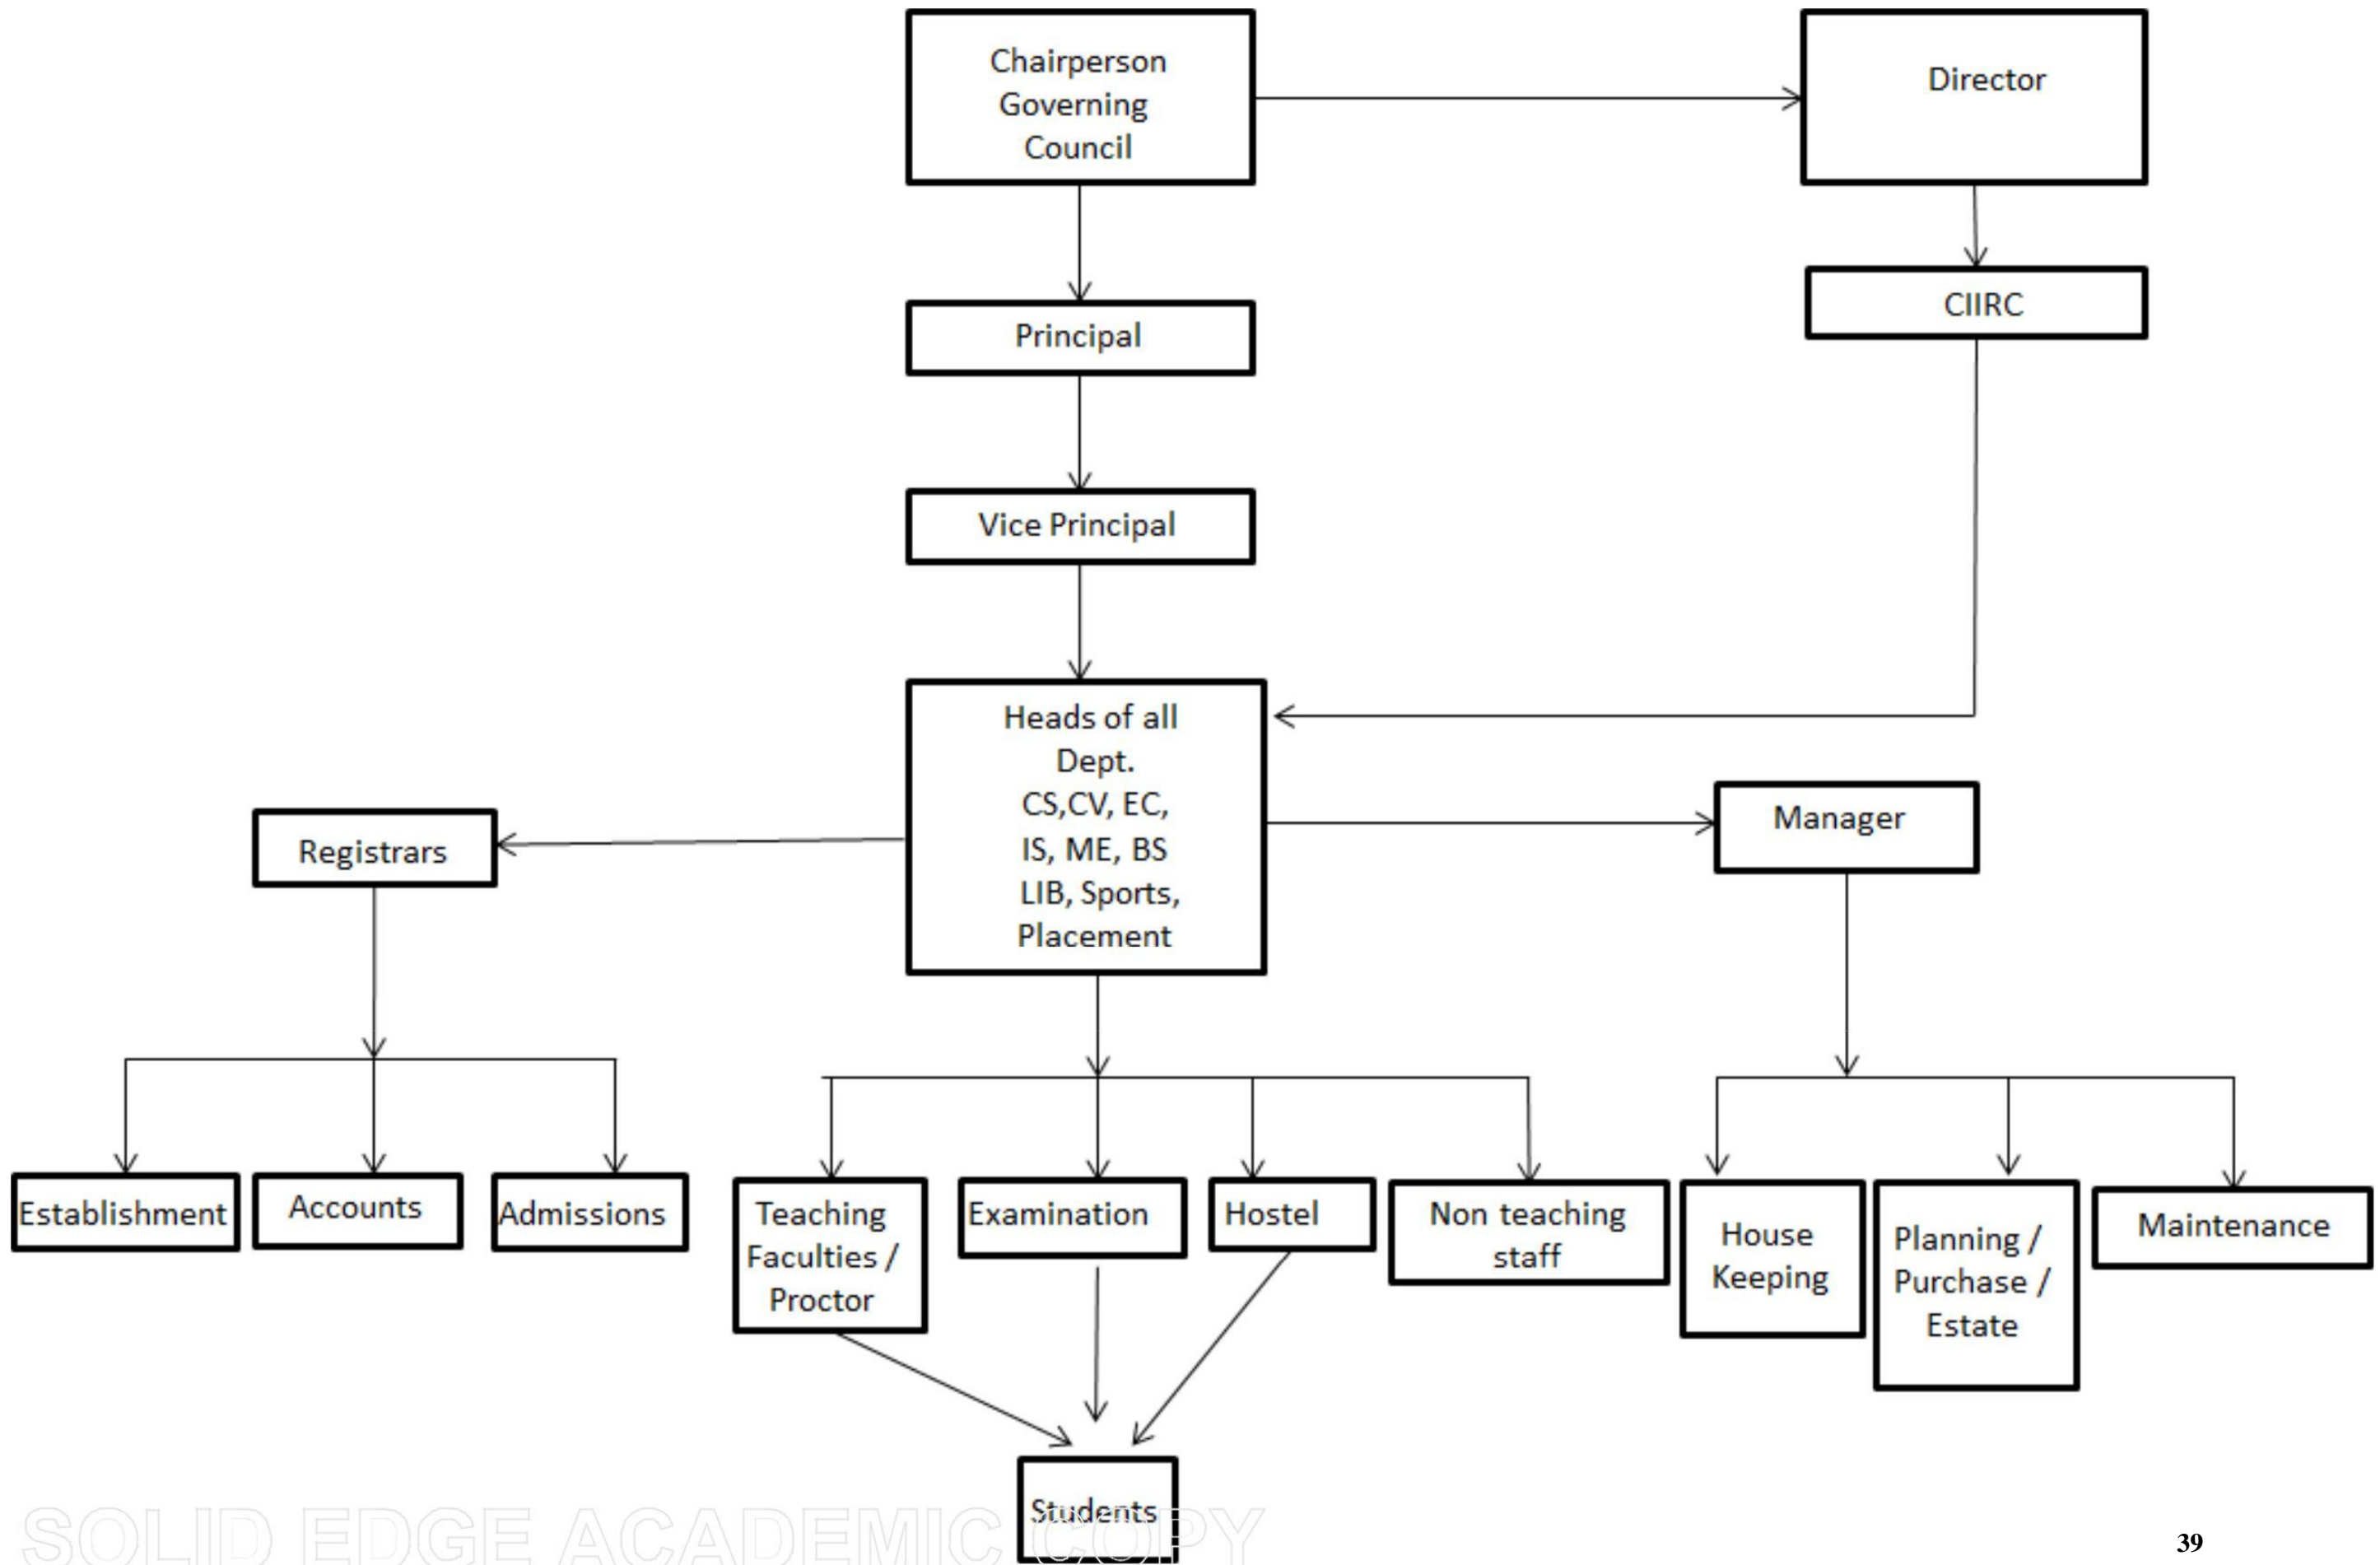 Chairperson
Governing
Council
Director
CIIRC
Principal
Vice Principal
Heads of all
Dept.
CS,CV, EC,
IS, ME, BS
LIB, Sports,
Placement
Registrars
Manager
Establishment
Accounts
Admissions
Teaching
Faculties /
Proctor
Examination
Hostel
Non teaching
staff
House
Keeping
Planning /
Purchase /
Estate
Maintenance
Students
SOLID EDGE ACADEMIC COPY
39